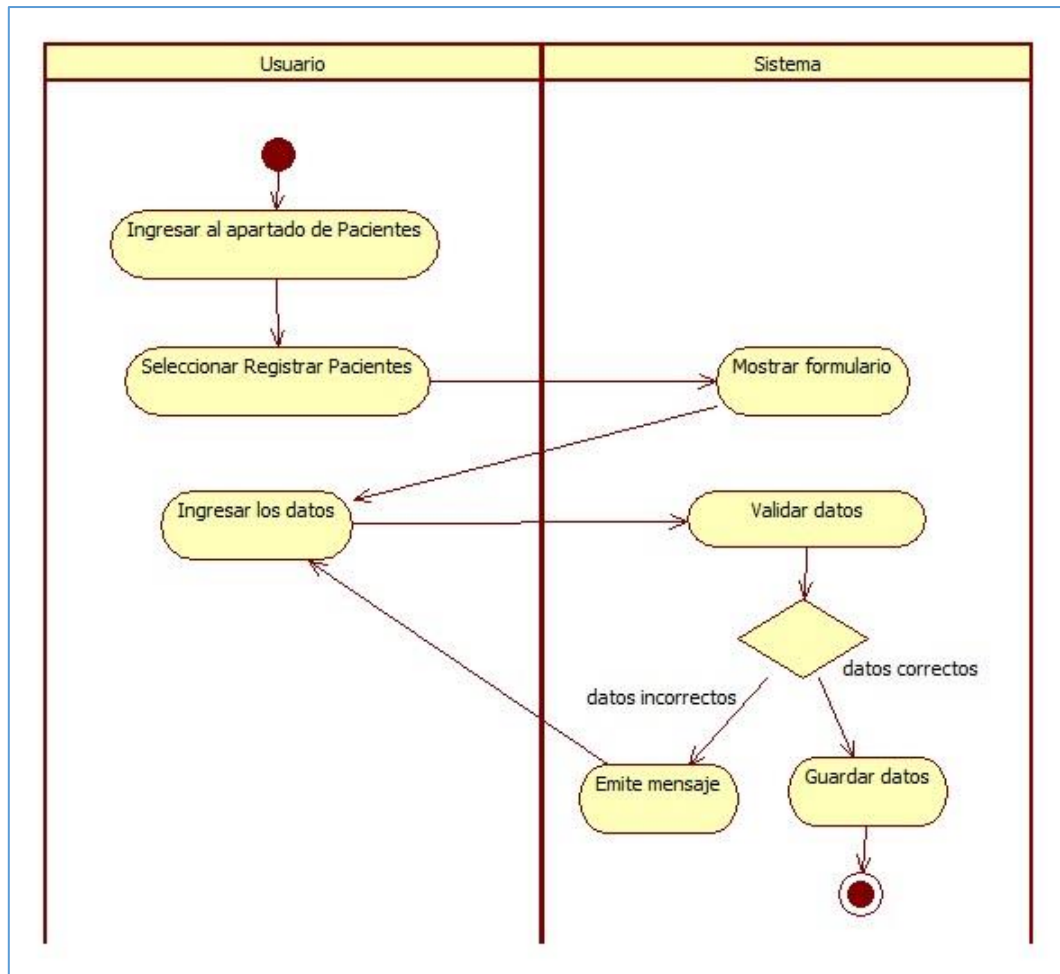 Usuario
Sistema
Ingresar al apartado de Pacientes
Seleccionar Registrar Pacientes
Mostrar formulario
Ingresar los datos
Validar datos
datos correctos
datos incorrectos
Emite mensaje
Guardar datos